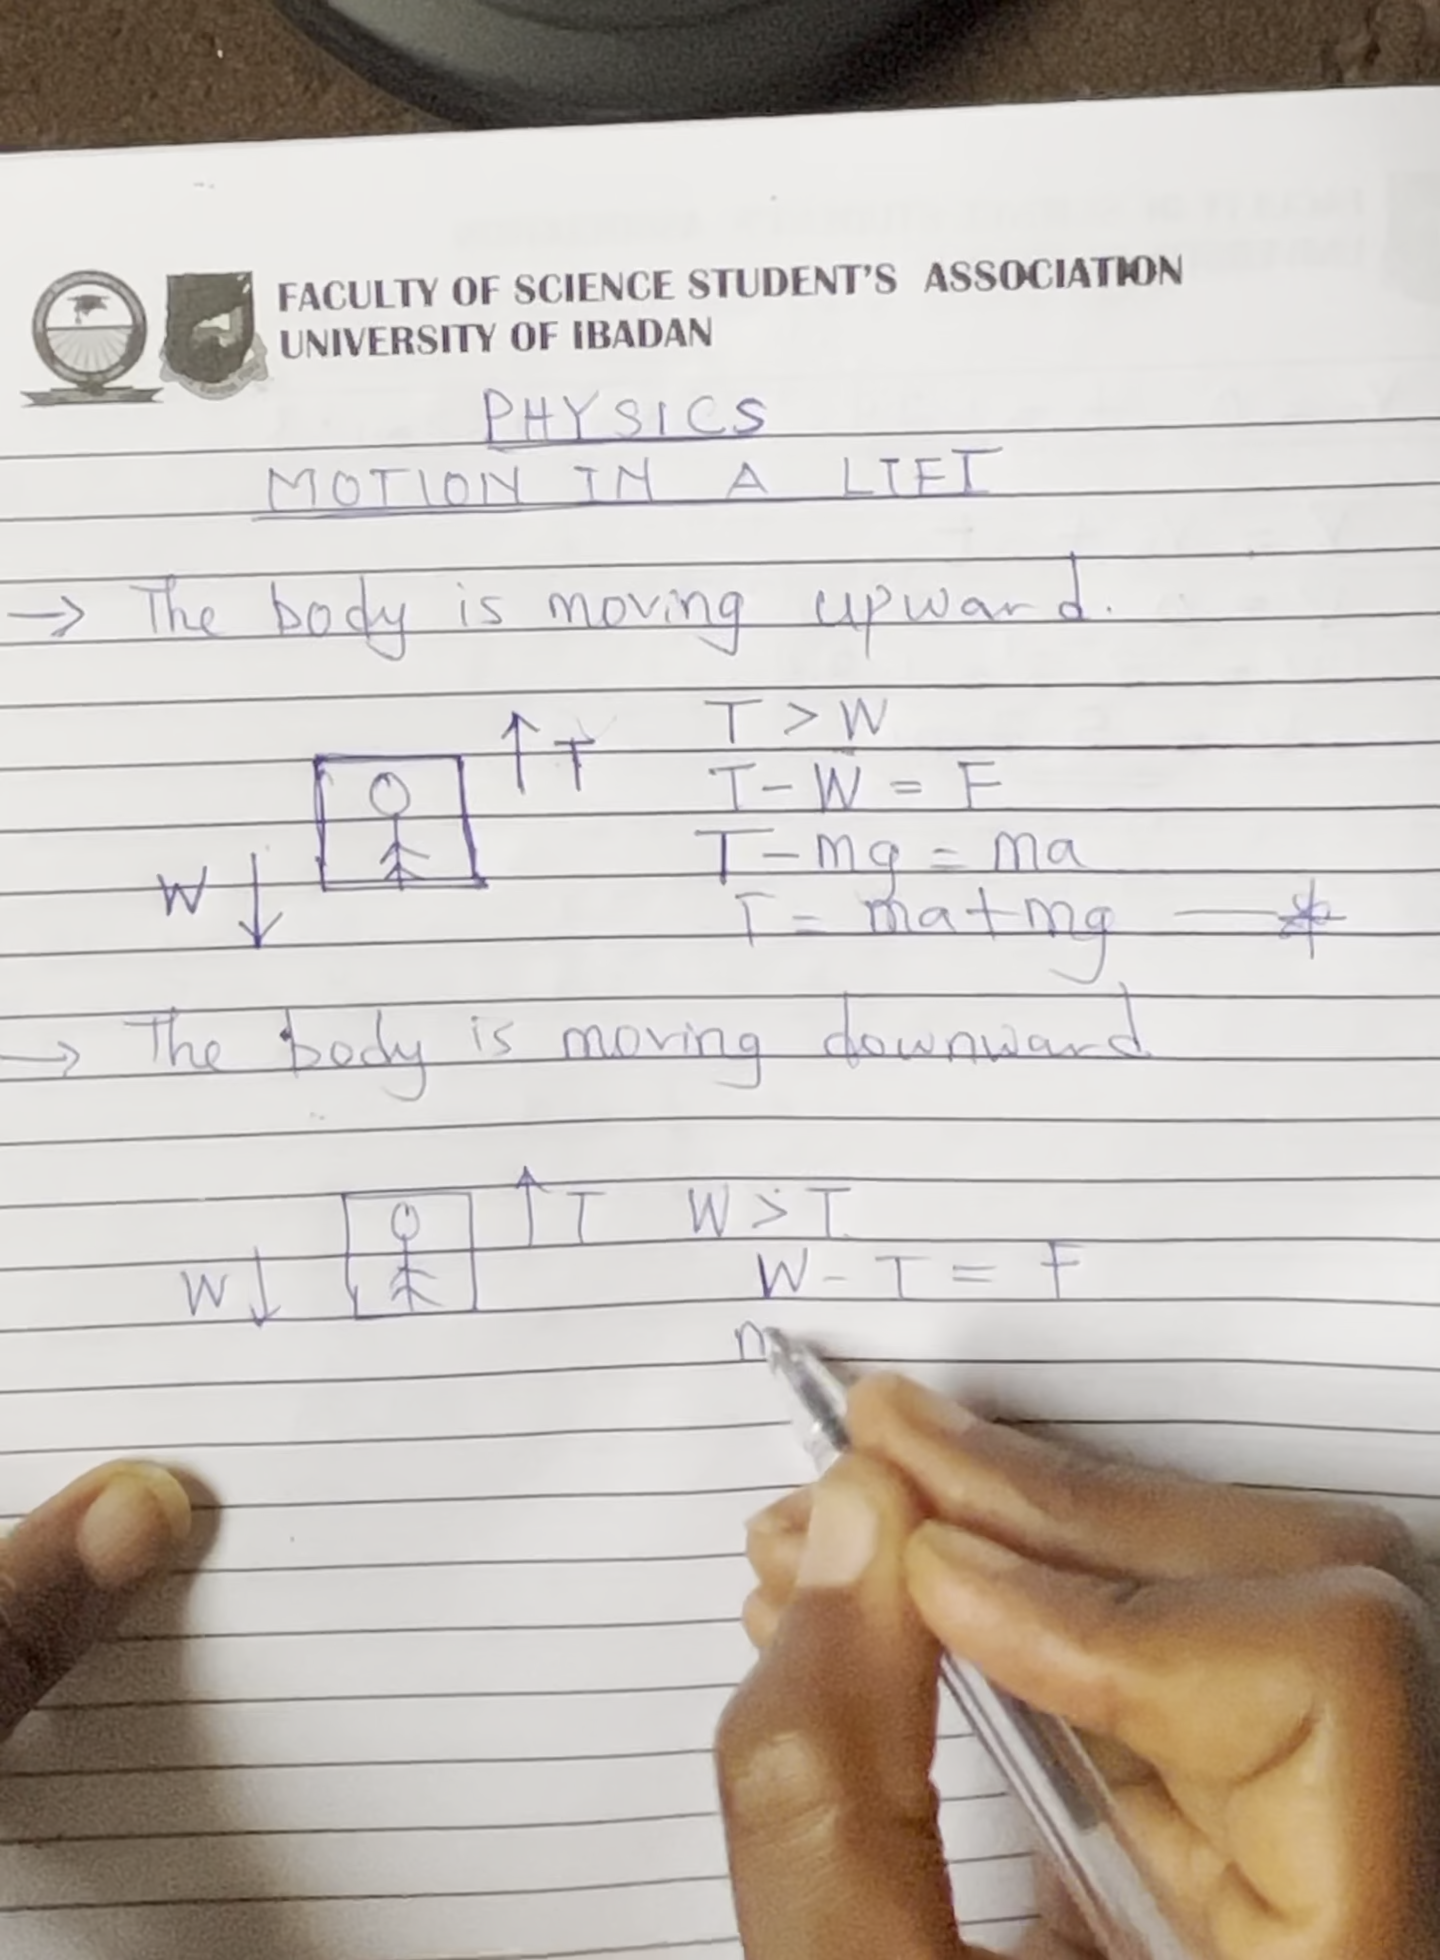 FACULTY OF SCIENCE STUDENT'S ASSOCIATION
UNIVERSITY OF IBADAN
PHYSICS
MOTION IN A LIFT
→ The body is moving upward.
T > W
↑ T
T - W = F
T - mg = ma
W ↓
T = ma + mg —*
→ The body is moving downward
↑ T
W > T
W ↓
W - T = F
m